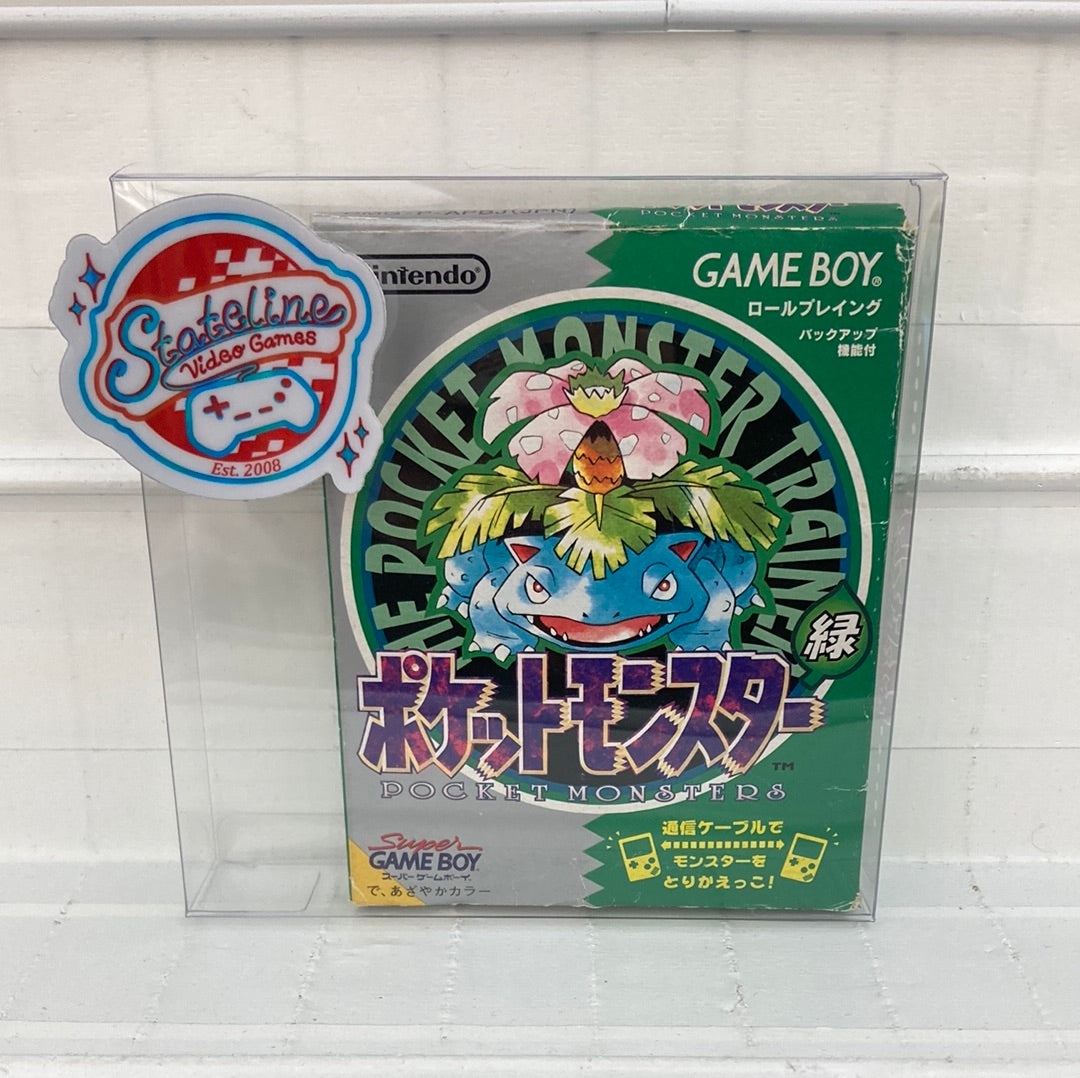 Stateline
Video Games
Est. 2008
APBJ(JPN)
POCKET MONSTERS
Nintendo®
GAME BOY®
ロールプレイング
バックアップ
機能付
THE POCKET MONSTER TRAINER
緑
ポケットモンスター
TM
POCKET MONSTERS
通信ケーブルで
モンスターを
とりかえっこ!
Super
GAME BOY
スーパーゲームボーイ
で、あざやかカラー